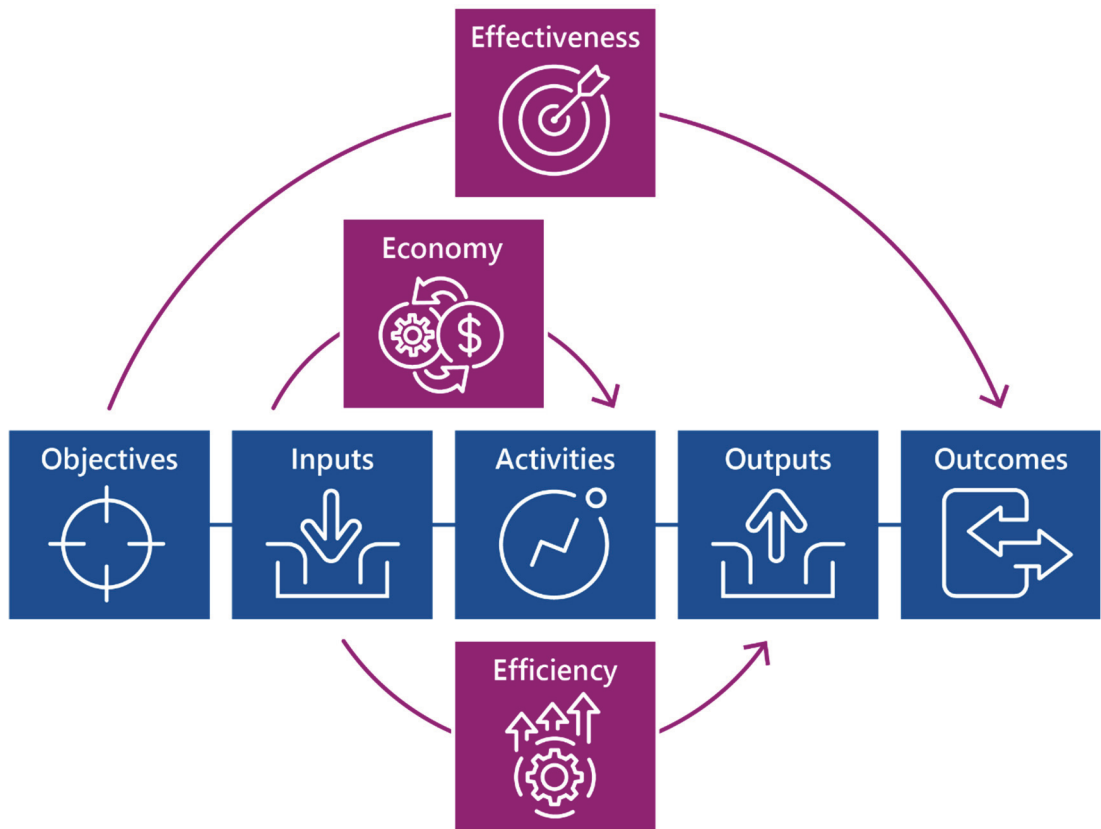 Effectiveness
Economy
$
Objectives
Inputs
Activities
Outputs
Outcomes
Efficiency